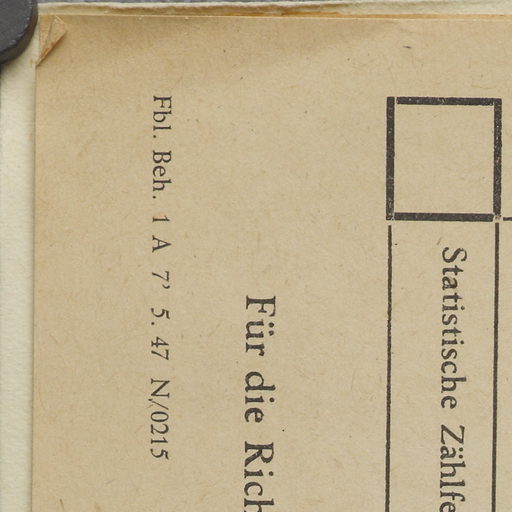 Statistische Zählfe
Für die Rich
Fbl. Beh. 1 A 7' 5. 47 N/0215